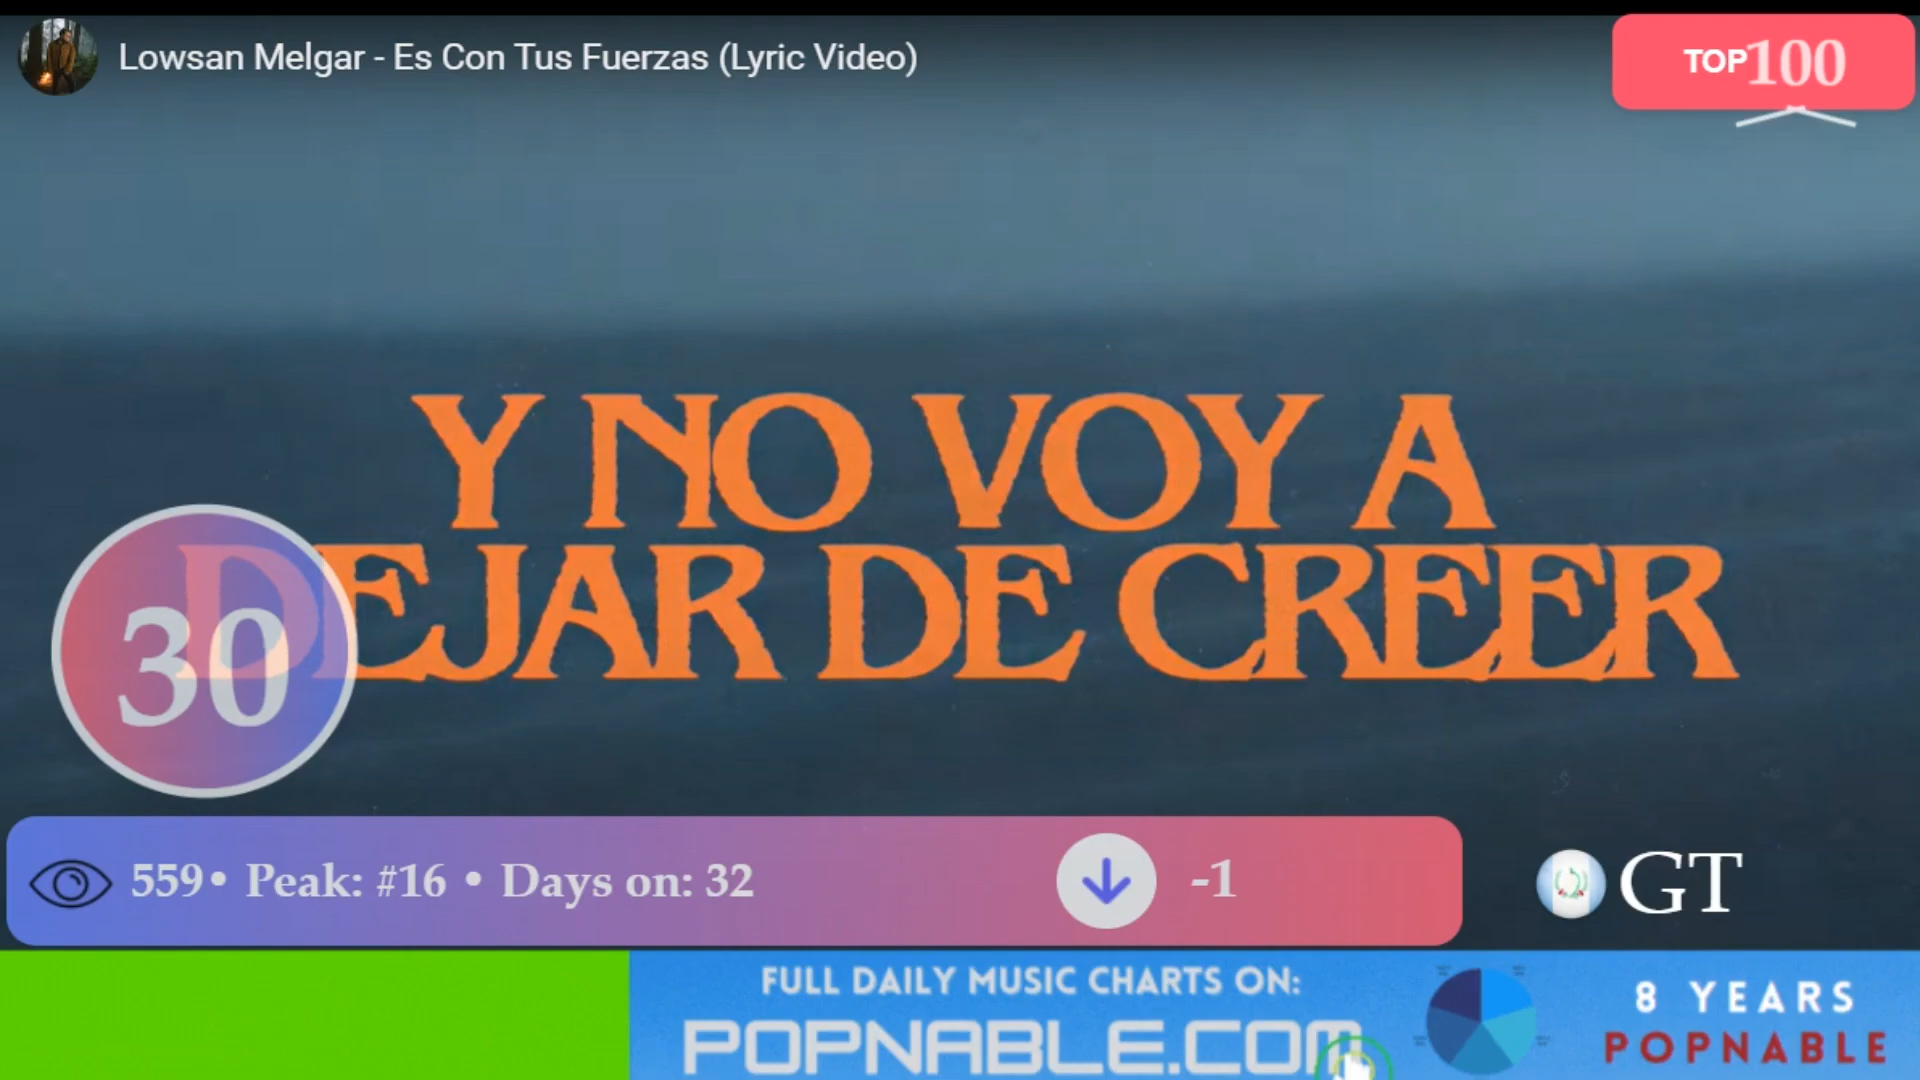 Lowsan Melgar - Es Con Tus Fuerzas (Lyric Video)
TOP100
Y NO VOY A
DEJAR DE CREER
30
559• Peak: #16 • Days on: 32
-1
GT
FULL DAILY MUSIC CHARTS ON:
POPNABLE.COM
8 YEARS
POPNABLE